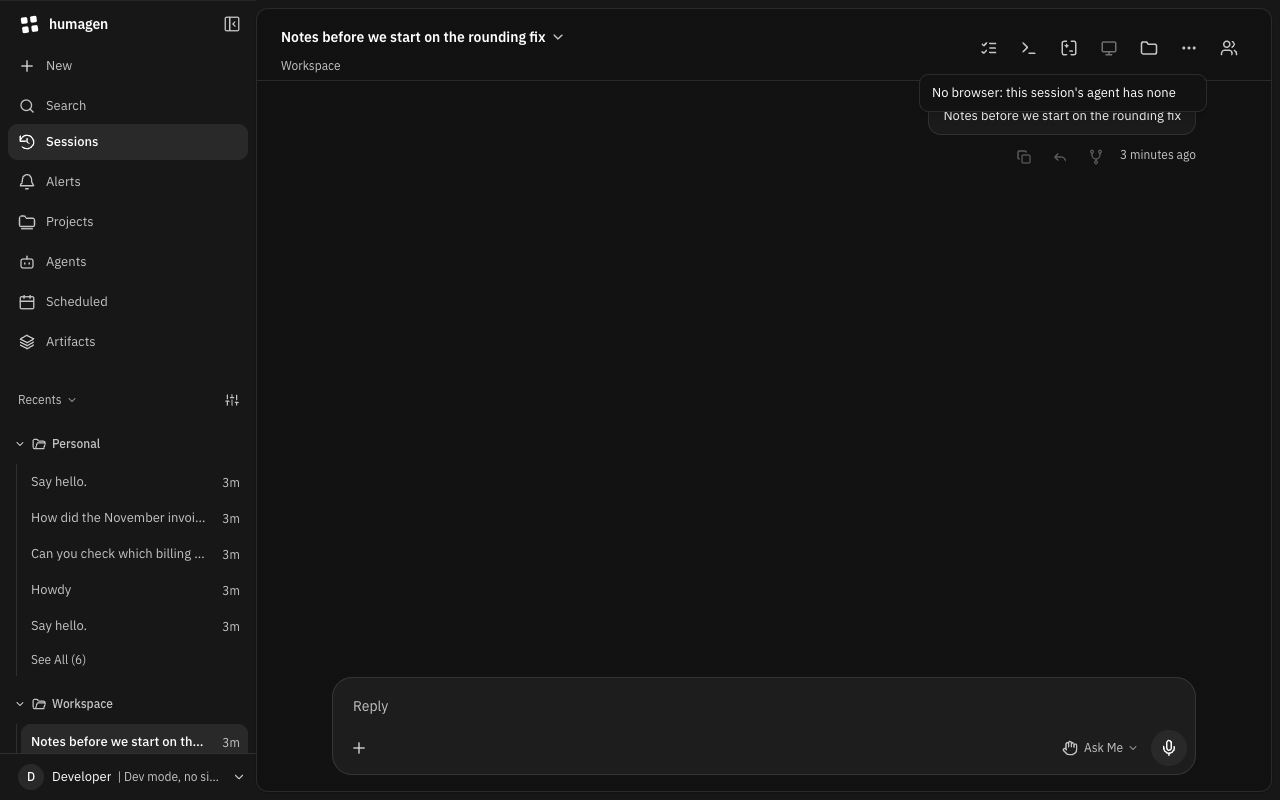 humagen
New
Search
Sessions
Alerts
Projects
Agents
Scheduled
Artifacts
Recents
Personal
Say hello. 3m
How did the November invoi... 3m
Can you check which billing ... 3m
Howdy 3m
Say hello. 3m
See All (6)
Workspace
Notes before we start on th... 3m
D Developer | Dev mode, no si...
Notes before we start on the rounding fix
Workspace
No browser: this session's agent has none
Notes before we start on the rounding fix
3 minutes ago
Reply
Ask Me